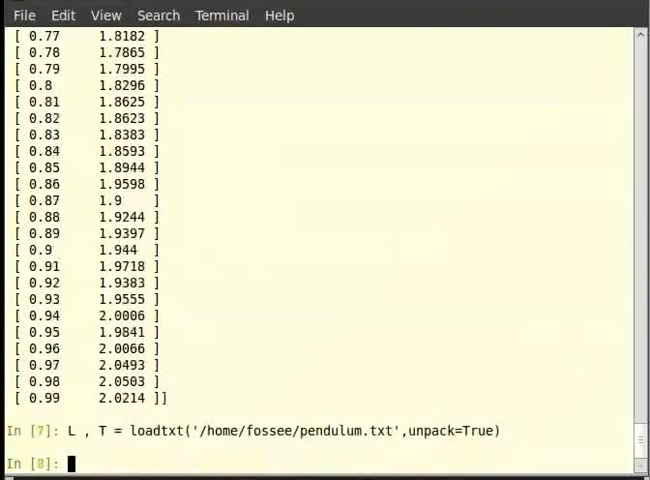 File Edit View Search Terminal Help
[ 0.77 1.8182 ]
[ 0.78 1.7865 ]
[ 0.79 1.7995 ]
[ 0.8 1.8296 ]
[ 0.81 1.8625 ]
[ 0.82 1.8623 ]
[ 0.83 1.8383 ]
[ 0.84 1.8593 ]
[ 0.85 1.8944 ]
[ 0.86 1.9598 ]
[ 0.87 1.9 ]
[ 0.88 1.9244 ]
[ 0.89 1.9397 ]
[ 0.9 1.944 ]
[ 0.91 1.9718 ]
[ 0.92 1.9383 ]
[ 0.93 1.9555 ]
[ 0.94 2.0006 ]
[ 0.95 1.9841 ]
[ 0.96 2.0066 ]
[ 0.97 2.0493 ]
[ 0.98 2.0503 ]
[ 0.99 2.0214 ]]
In [7]: L , T = loadtxt('/home/fossee/pendulum.txt',unpack=True)
In [8]: